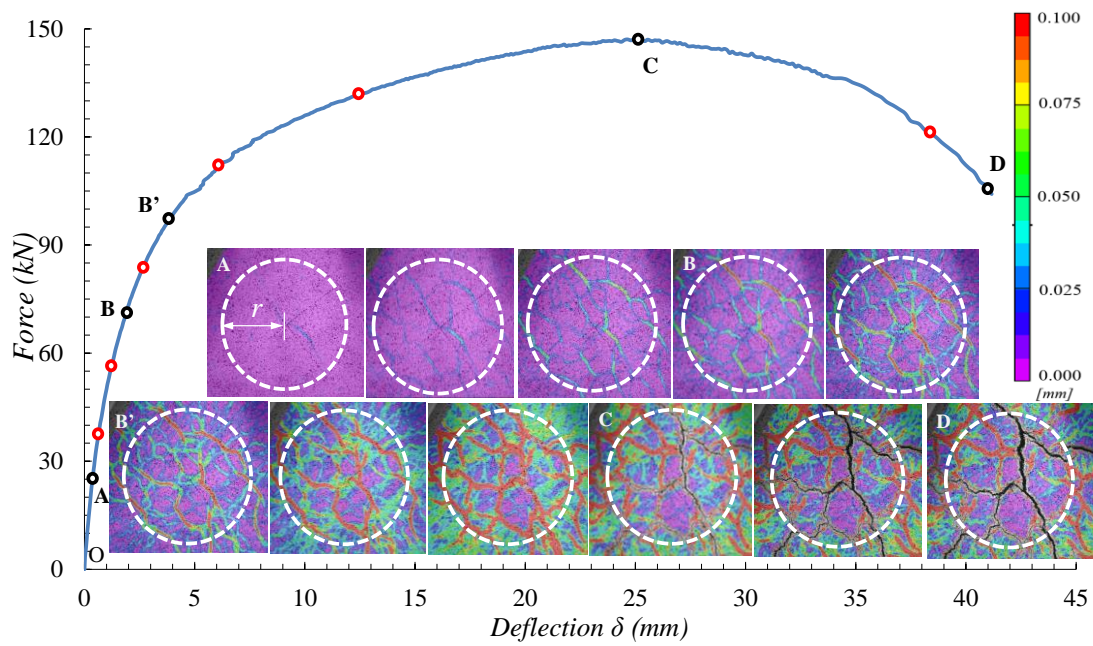 150
120
90
60
30
0
Force (kN)
0 5 10 15 20 25 30 35 40 45
Deflection δ (mm)
O
A
B
B’
C
D
0.100
0.075
0.050
0.025
0.000
[mm]
A
r
B
B’
C
D